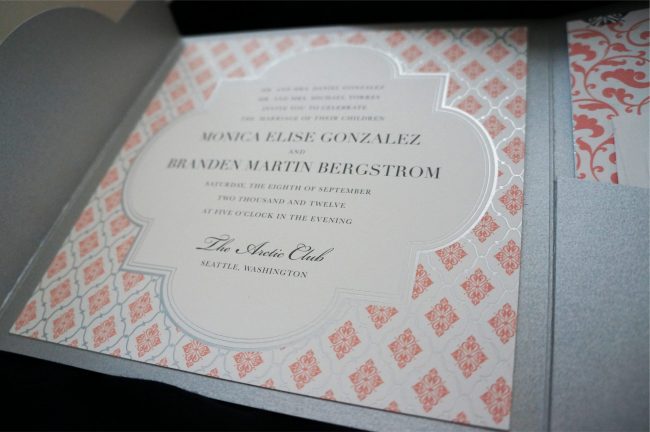 MR. AND MRS. DANIEL GONZALEZ
MR. AND MRS. MICHAEL TORRES
INVITE YOU TO CELEBRATE
THE MARRIAGE OF THEIR CHILDREN
MONICA ELISE GONZALEZ
AND
BRANDEN MARTIN BERGSTROM
SATURDAY, THE EIGHTH OF SEPTEMBER
TWO THOUSAND AND TWELVE
AT FIVE O'CLOCK IN THE EVENING
The Arctic Club
SEATTLE, WASHINGTON